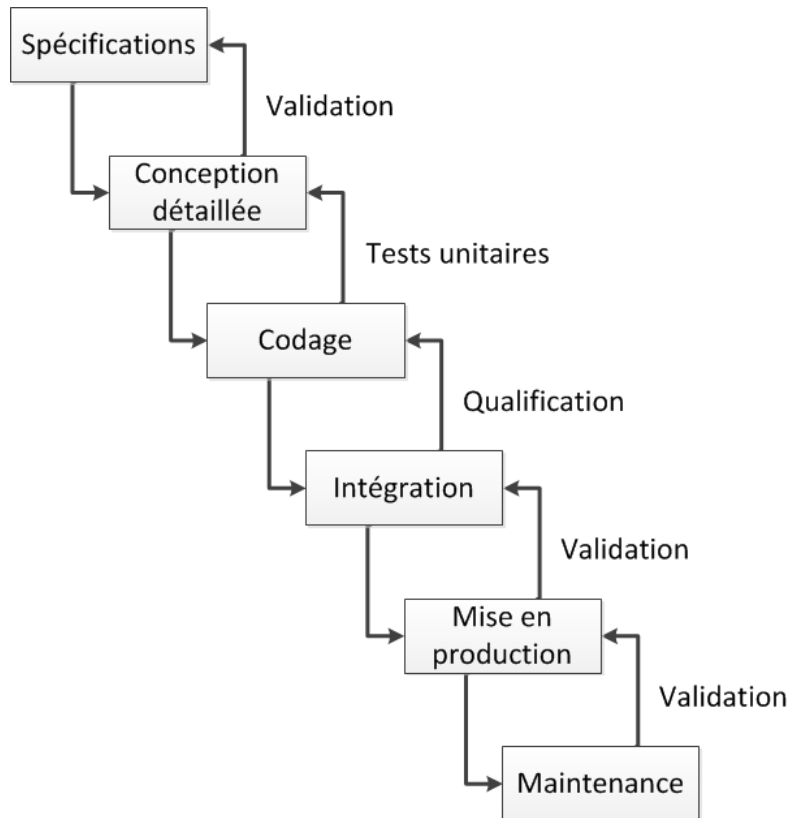 Spécifications
Validation
Conception
détaillée
Tests unitaires
Codage
Qualification
Intégration
Validation
Mise en
production
Validation
Maintenance